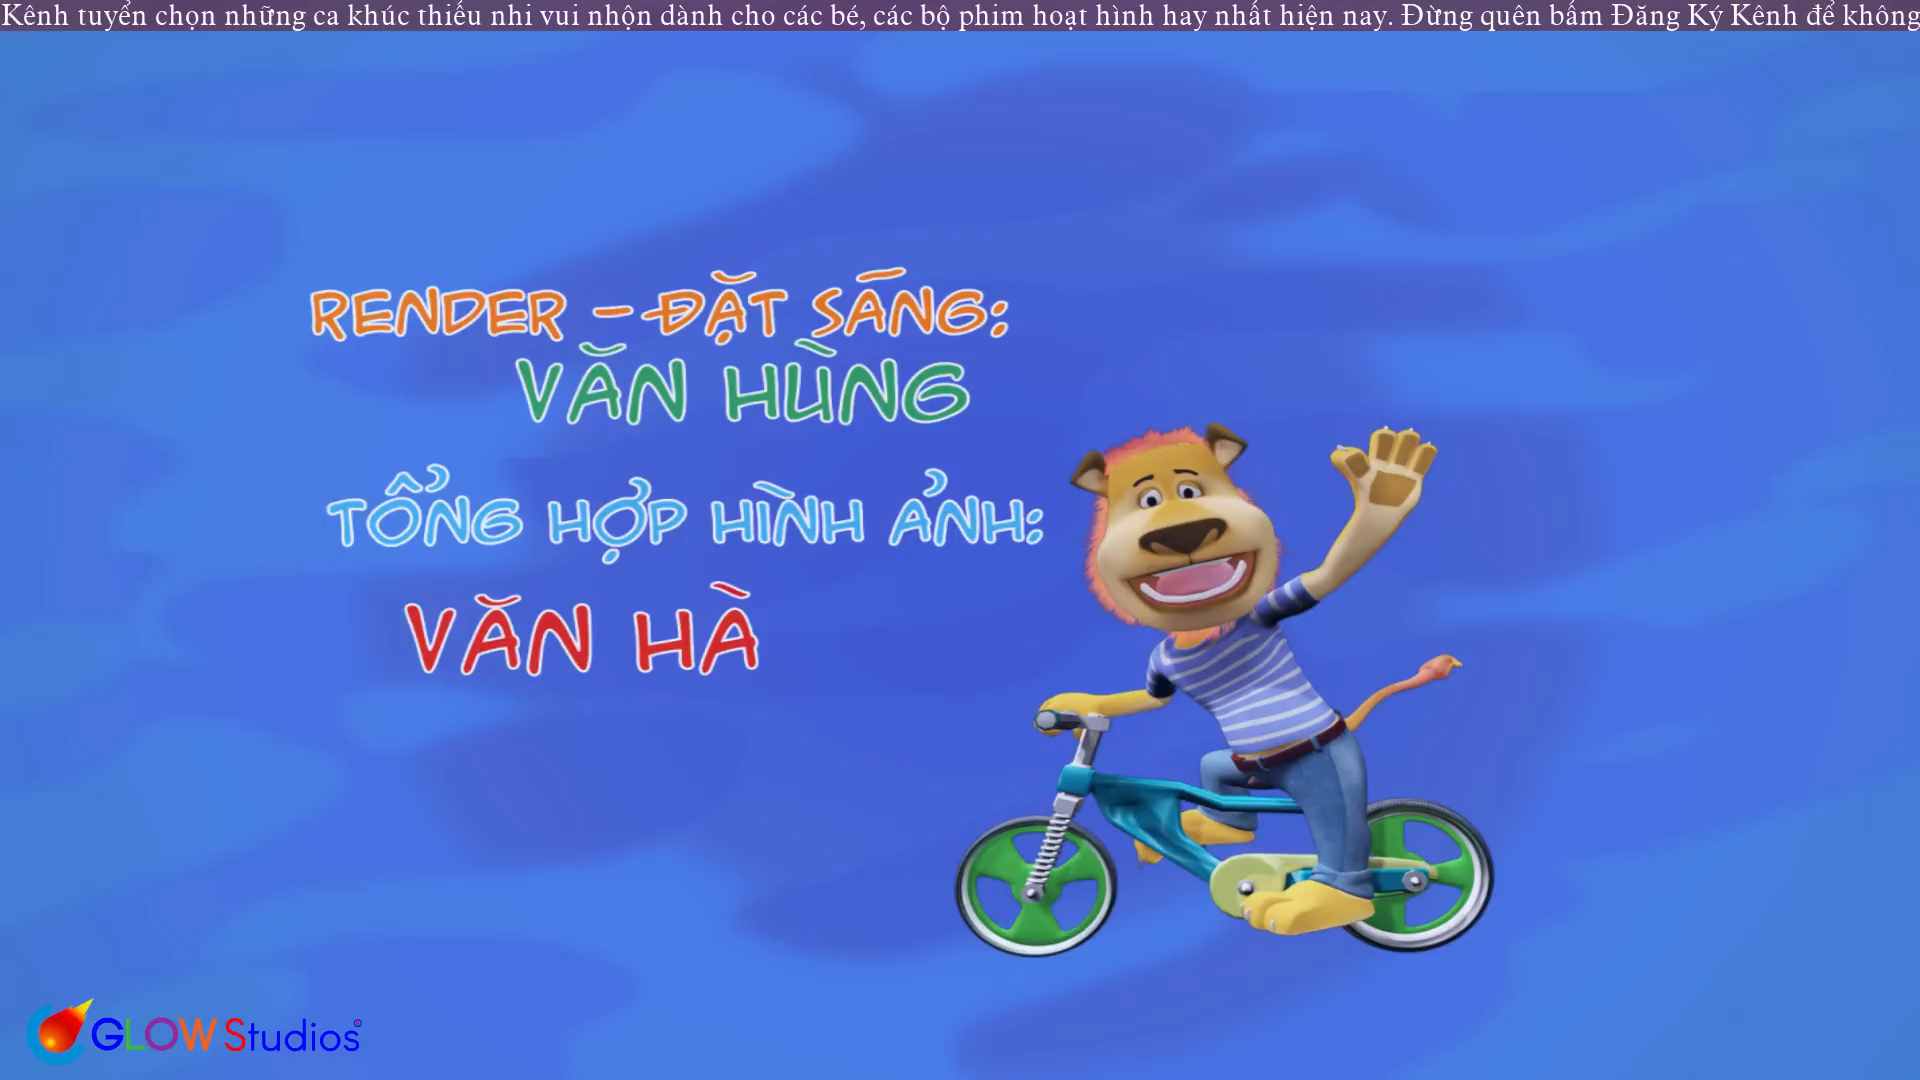 Kênh tuyển chọn những ca khúc thiếu nhi vui nhộn dành cho các bé, các bộ phim hoạt hình hay nhất hiện nay. Đừng quên bấm Đăng Ký Kênh để không
RENDER - ĐẶT SÁNG:
VĂN HÙNG
TỔNG HỢP HÌNH ẢNH:
VĂN HÀ
GLOW Studios